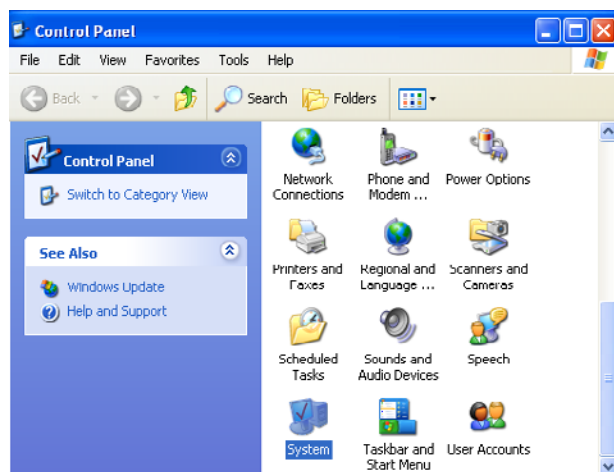 Control Panel
File Edit View Favorites Tools Help
Back Search Folders
Control Panel
Switch to Category View
See Also
Windows Update
Help and Support
Network
Connections
Phone and
Modem ...
Power Options
Printers and
Faxes
Regional and
Language ...
Scanners and
Cameras
Scheduled
Tasks
Sounds and
Audio Devices
Speech
System
Taskbar and
Start Menu
User Accounts